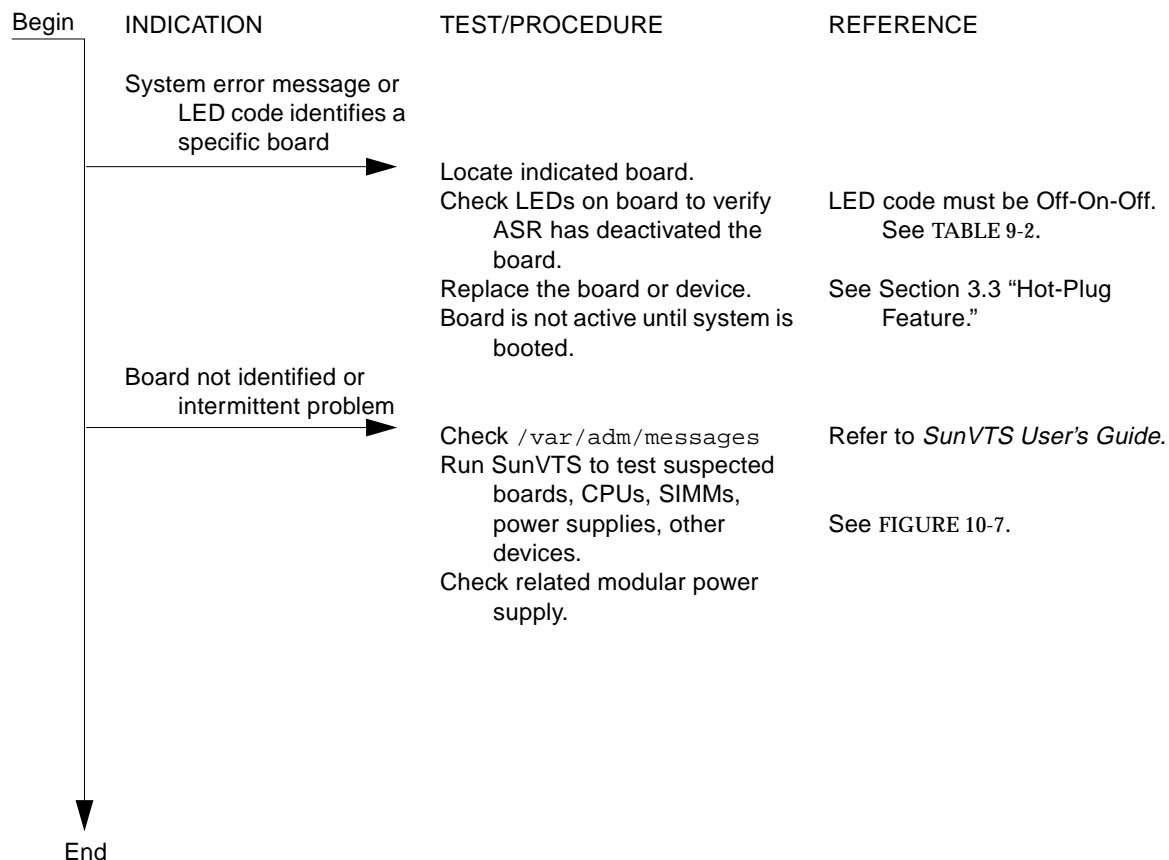 Begin
INDICATION
TEST/PROCEDURE
REFERENCE
System error message or
LED code identifies a
specific board
Locate indicated board.
Check LEDs on board to verify
ASR has deactivated the
board.
LED code must be Off-On-Off.
See TABLE 9-2.
Replace the board or device.
Board is not active until system is
booted.
See Section 3.3 “Hot-Plug
Feature.”
Board not identified or
intermittent problem
Check /var/adm/messages
Refer to SunVTS User’s Guide.
Run SunVTS to test suspected
boards, CPUs, SIMMs,
power supplies, other
devices.
See FIGURE 10-7.
Check related modular power
supply.
End